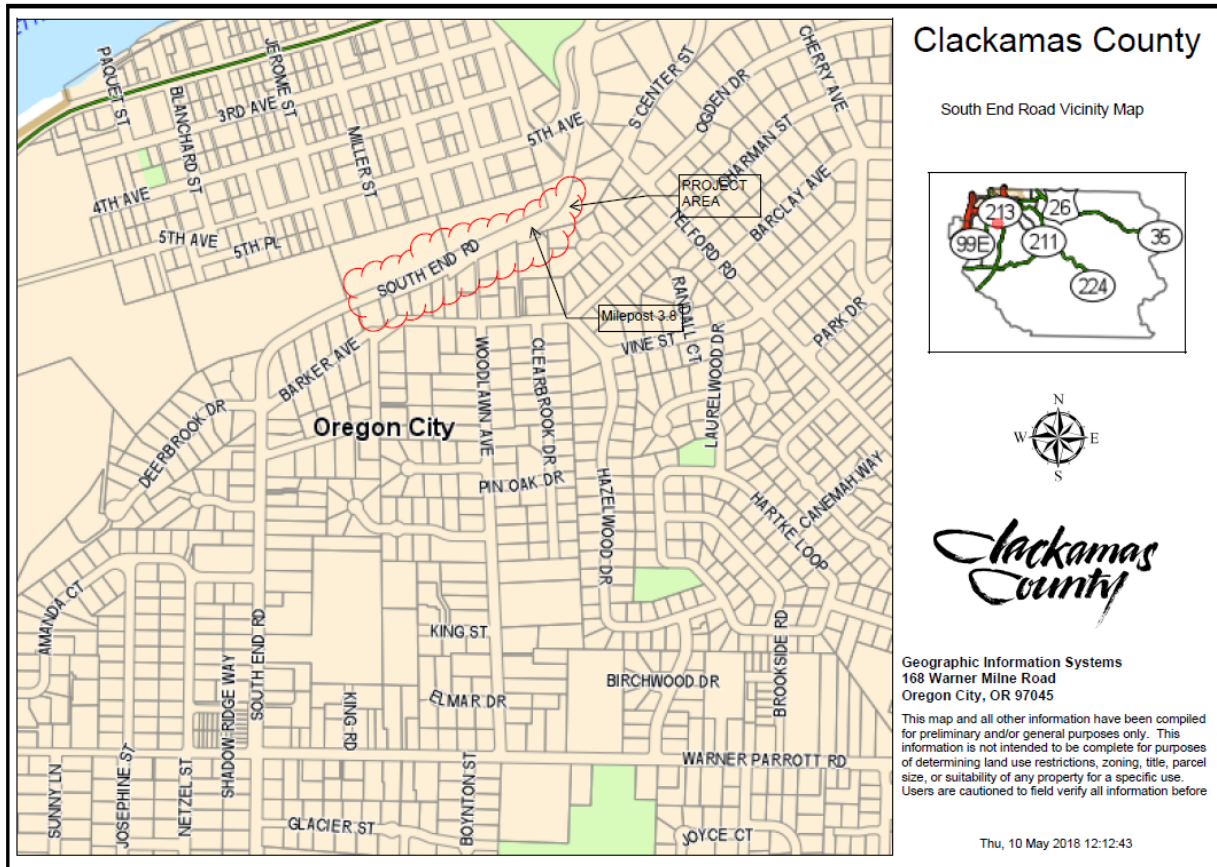 Clackamas County
South End Road Vicinity Map
213
26
99E
211
35
224
N
W
E
S
Clackamas
County
Geographic Information Systems
168 Warner Milne Road
Oregon City, OR 97045
This map and all other information have been compiled
for preliminary and/or general purposes only. This
information is not intended to be complete for purposes
of determining land use restrictions, zoning, title, parcel
size, or suitability of any property for a specific use.
Users are cautioned to field verify all information before
Thu, 10 May 2018 12:12:43
PAQUET ST
BLANCHARD ST
JEROME ST
3RD AVE
MILLER ST
5TH AVE
4TH AVE
5TH AVE
5TH PL
S CENTER ST
OGDEN DR
CHERRY AVE
CHARMAN ST
BARCLAY AVE
TELFORD RD
PROJECT
AREA
SOUTH END RD
Milepost 3.8
RANDALL CT
PARK DR
VINE ST
LAURELWOOD DR
BARKER AVE
WOODLAWN AVE
CLEARBROOK DR
DEERBROOK DR
Oregon City
PIN OAK DR
HAZELWOOD DR
HARTKE LOOP
CANEMAH WAY
AMANDA CT
SOUTH END RD
SHADOW RIDGE WAY
KING ST
ELMAR DR
KING RD
BIRCHWOOD DR
BROOKSIDE RD
WARNER PARROTT RD
SUNNY LN
JOSEPHINE ST
NETZEL ST
GLACIER ST
BOYNTON ST
JOYCE CT